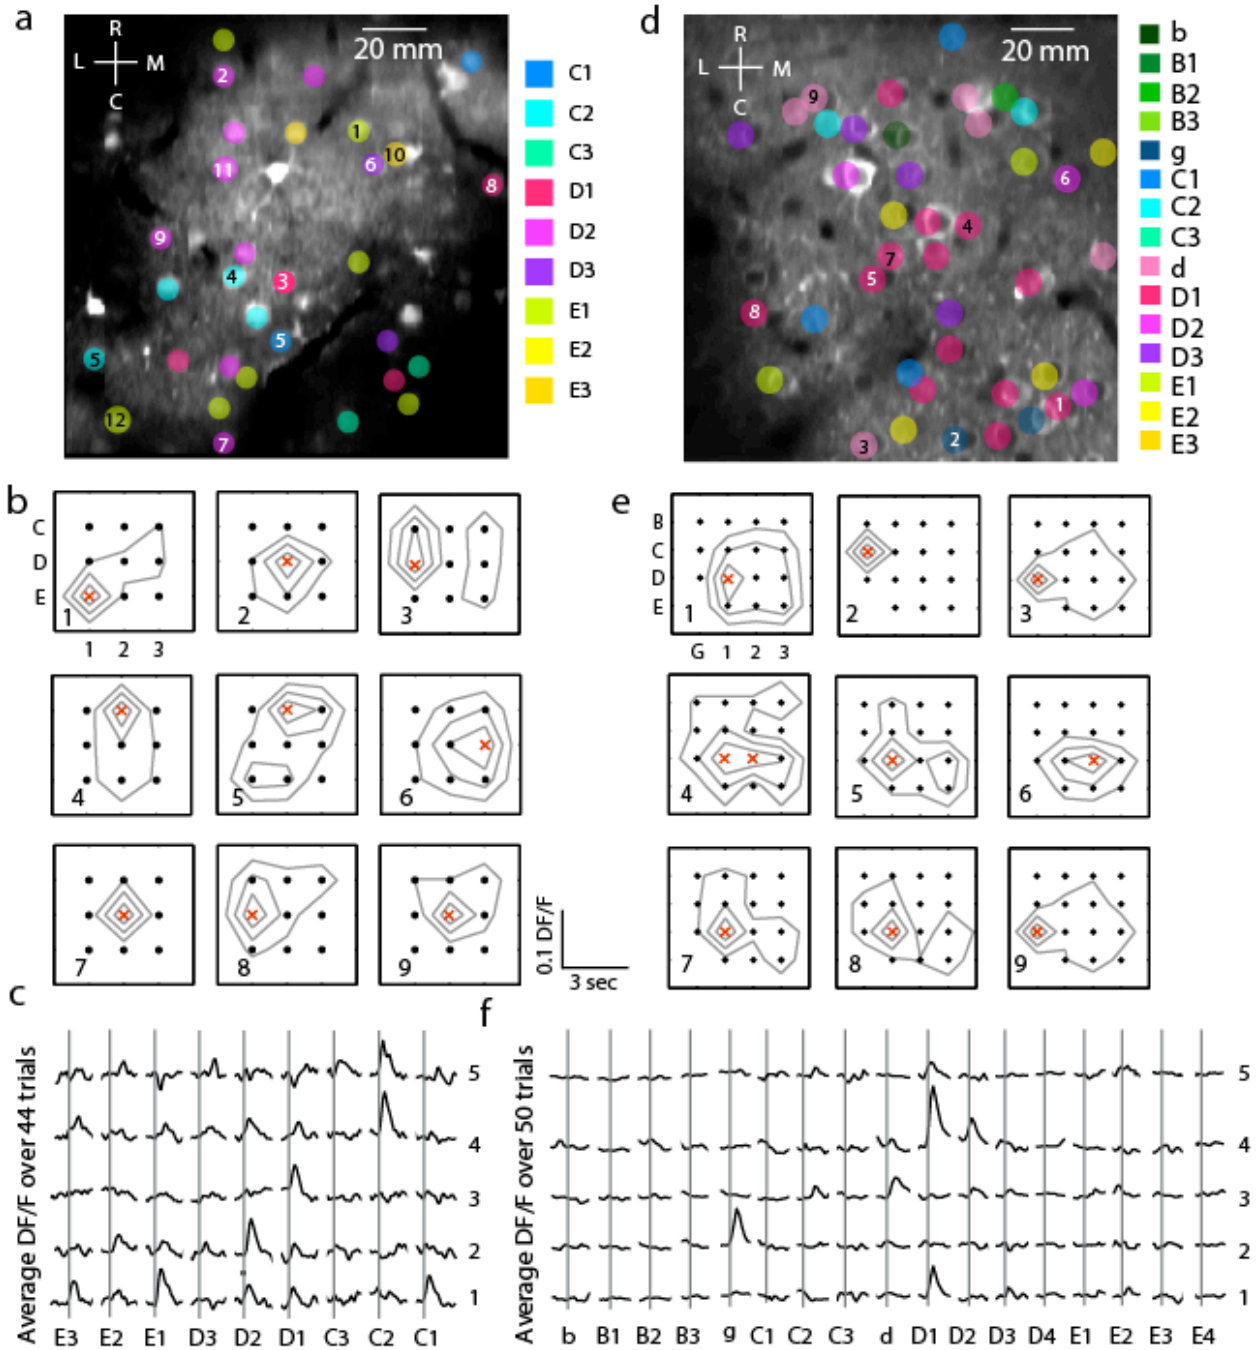 a
R
L M
C
20 mm
2
1
10
6
11
8
9
4
3
5
5
12
7
C1
C2
C3
D1
D2
D3
E1
E2
E3
d
R
L M
C
20 mm
9
6
4
7
5
8
1
3
2
b
B1
B2
B3
g
C1
C2
C3
d
D1
D2
D3
E1
E2
E3
b
C
D
E
1
2
3
1 2 3
4
5
6
7
8
9
0.1 DF/F
3 sec
e
B
C
D
E
1
2
3
G 1 2 3
4
5
6
7
8
9
c
Average DF/F over 44 trials
5
4
3
2
1
E3 E2 E1 D3 D2 D1 C3 C2 C1
f
Average DF/F over 50 trials
5
4
3
2
1
b B1 B2 B3 g C1 C2 C3 d D1 D2 D3 D4 E1 E2 E3 E4